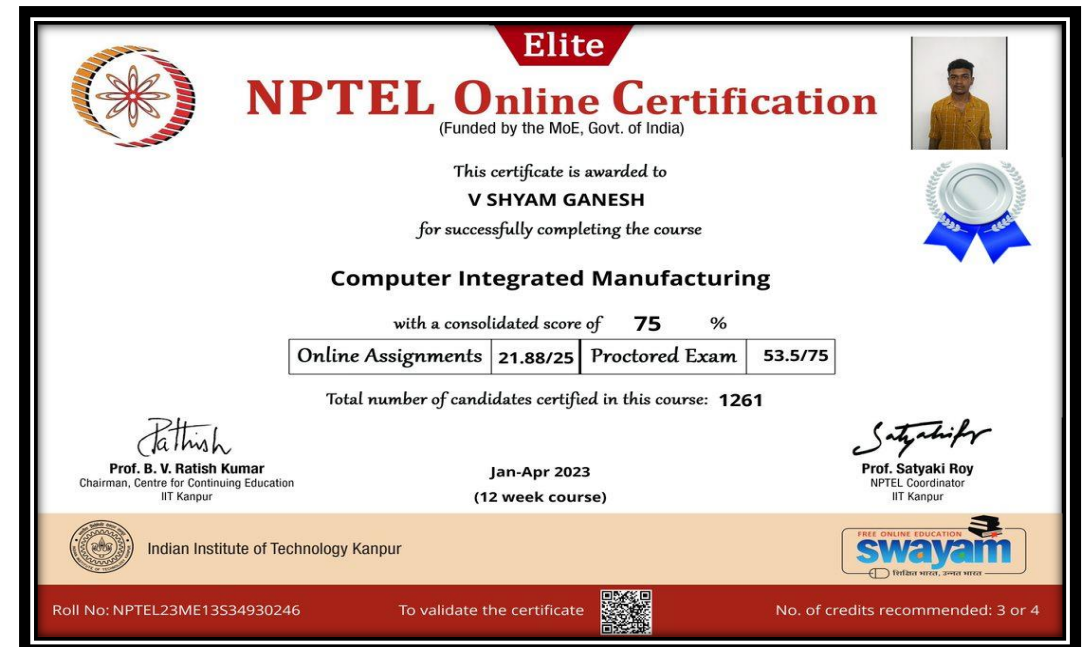 Elite
NPTEL Online Certification
(Funded by the MoE, Govt. of India)
This certificate is awarded to
V SHYAM GANESH
for successfully completing the course
Computer Integrated Manufacturing
with a consolidated score of 75 %
Online Assignments 21.88/25 Proctored Exam 53.5/75
Total number of candidates certified in this course: 1261
Prof. B. V. Ratish Kumar
Chairman, Centre for Continuing Education
IIT Kanpur
Jan-Apr 2023
(12 week course)
Prof. Satyaki Roy
NPTEL Coordinator
IIT Kanpur
Indian Institute of Technology Kanpur
FREE ONLINE EDUCATION
swayam
शिक्षित भारत, उन्नत भारत
Roll No: NPTEL23ME13S34930246
To validate the certificate
No. of credits recommended: 3 or 4